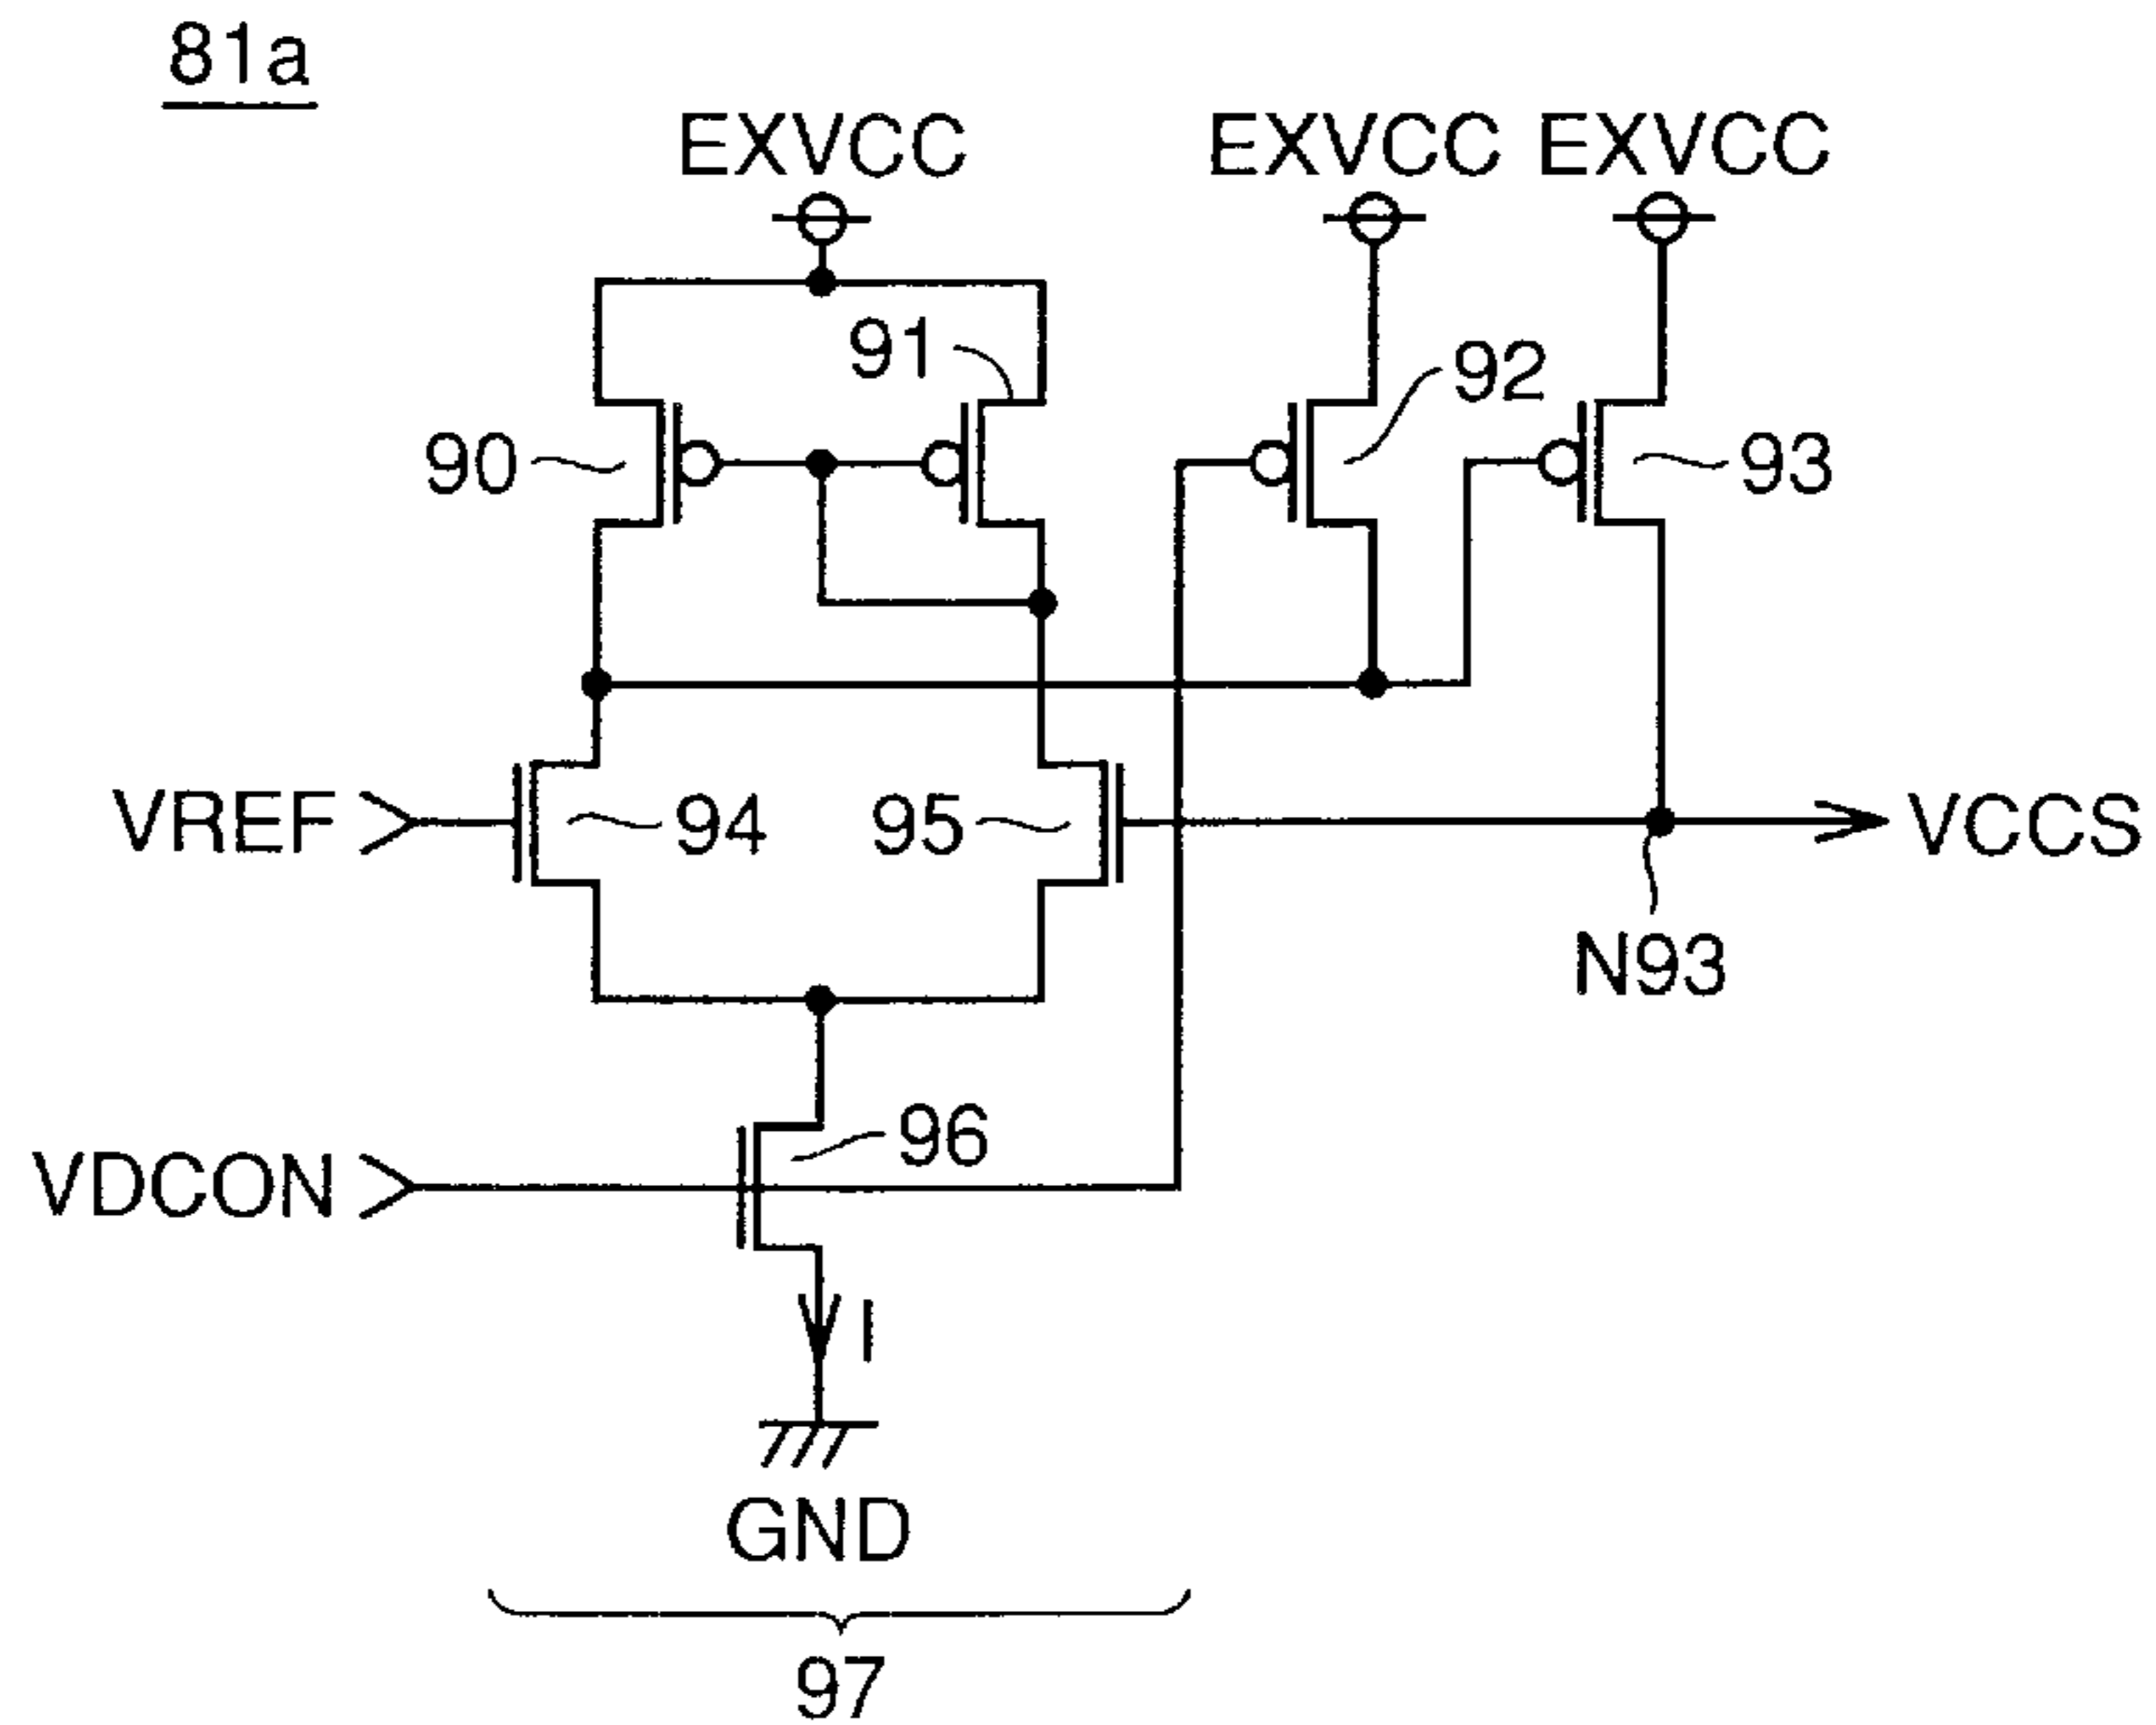 81a
EXVCC EXVCC EXVCC
91
92
90
93
VREF
94
95
VCCS
N93
96
VDCON
I
GND
97